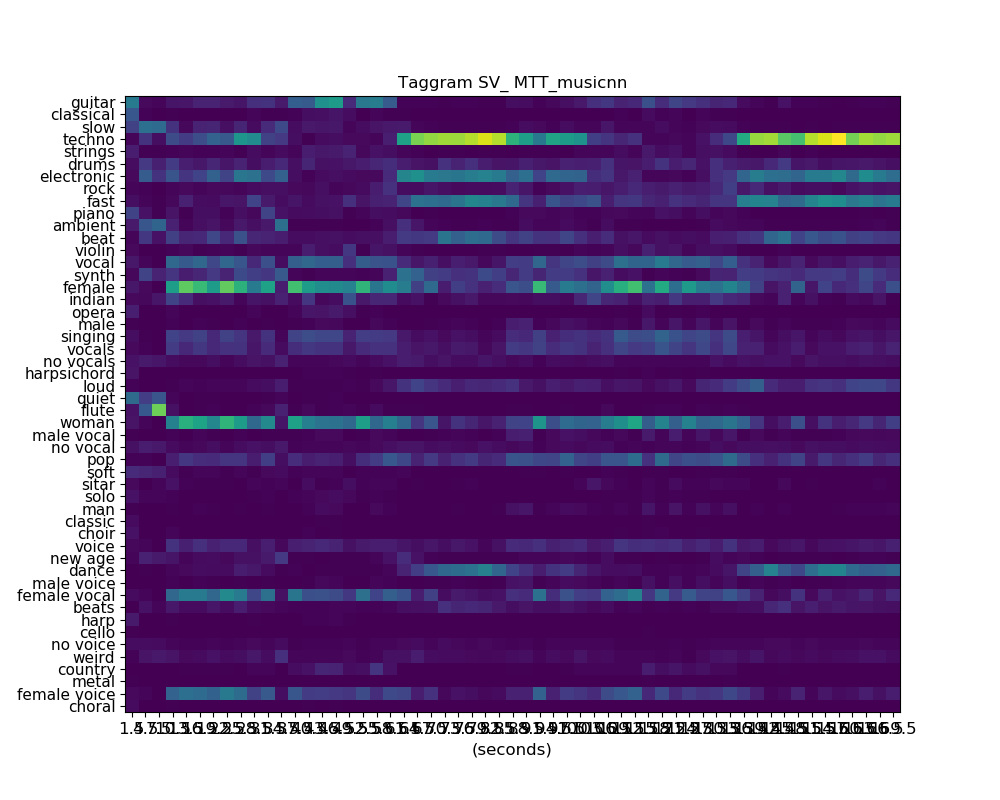 Taggram SV_ MTT_musicnn
guitar
classical
slow
techno
strings
drums
electronic
rock
fast
piano
ambient
beat
violin
vocal
synth
female
indian
opera
male
singing
vocals
no vocals
harpsichord
loud
quiet
flute
woman
male vocal
no vocal
pop
soft
sitar
solo
man
classic
choir
voice
new age
dance
male voice
female vocal
beats
harp
cello
no voice
weird
country
metal
female voice
choral
(seconds)